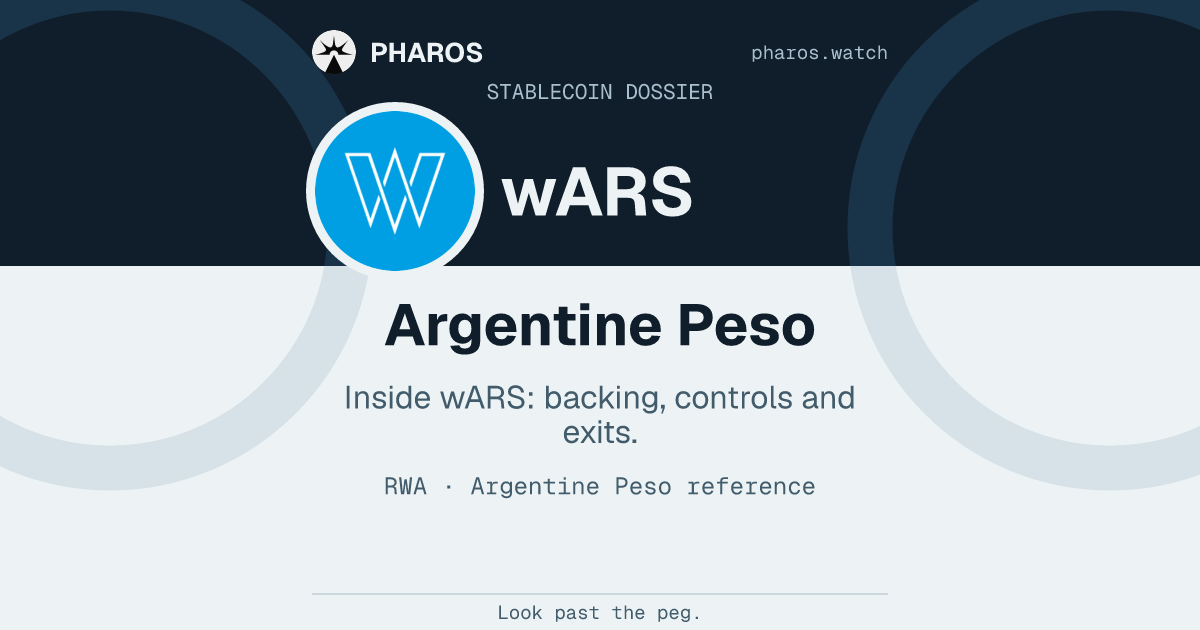 PHAROS
pharos.watch
STABLECOIN DOSSIER
wARS
Argentine Peso
Inside wARS: backing, controls and
exits.
RWA · Argentine Peso reference
Look past the peg.